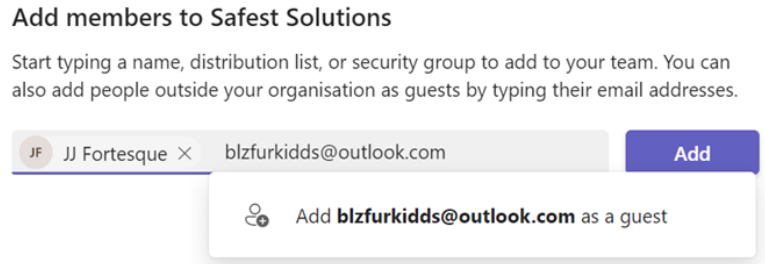 Add members to Safest Solutions
Start typing a name, distribution list, or security group to add to your team. You can
also add people outside your organisation as guests by typing their email addresses.
JF JJ Fortesque × blzfurkidds@outlook.com Add
Add blzfurkidds@outlook.com as a guest